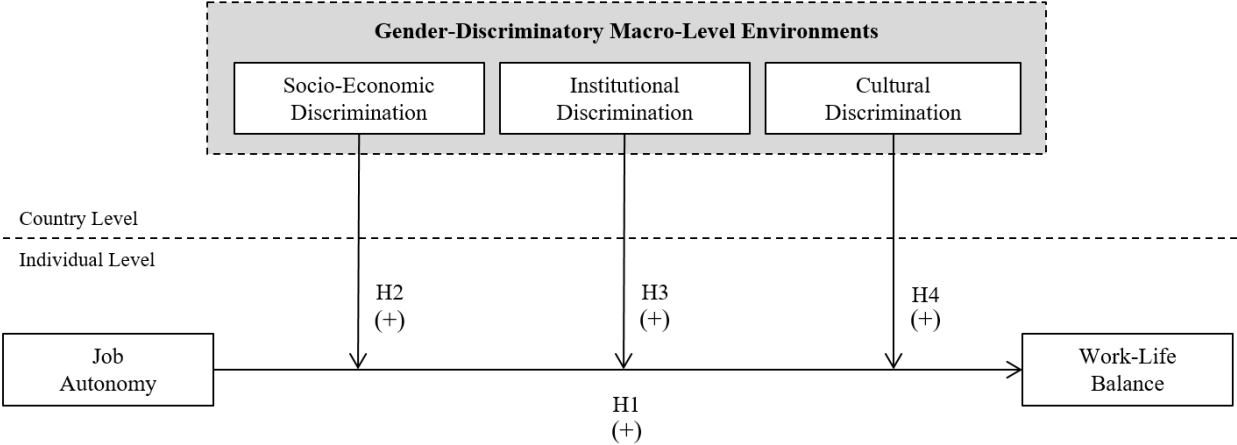 Gender-Discriminatory Macro-Level Environments
Socio-Economic
Discrimination
Institutional
Discrimination
Cultural
Discrimination
Country Level
Individual Level
H2
(+)
H3
(+)
H4
(+)
Job
Autonomy
Work-Life
Balance
H1
(+)